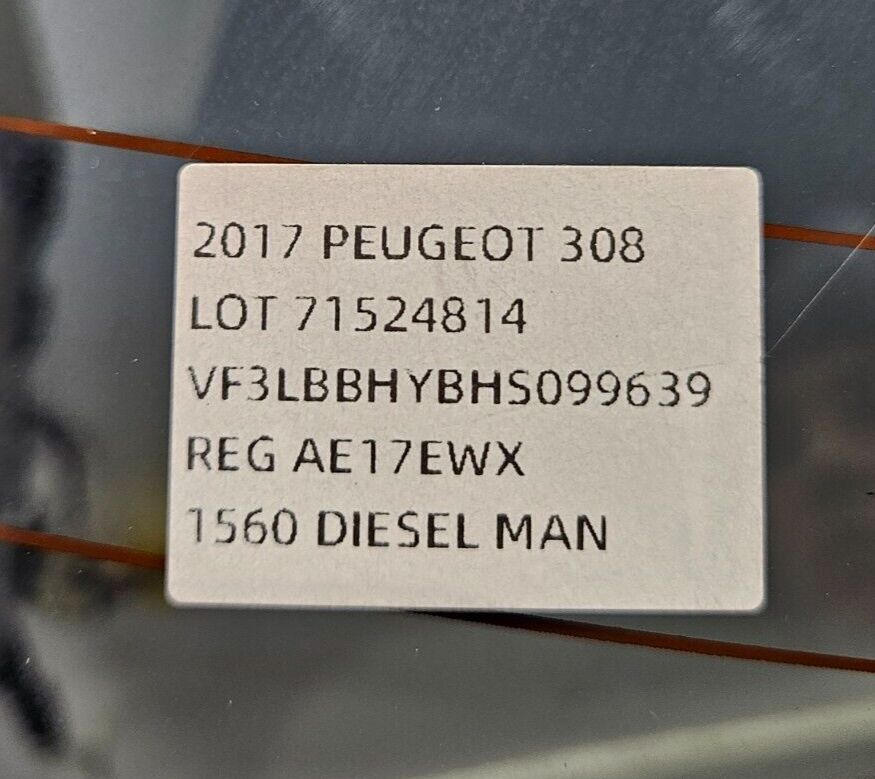 2017 PEUGEOT 308
LOT 71524814
VF3LBBHYBHS099639
REG AE17EWX
1560 DIESEL MAN